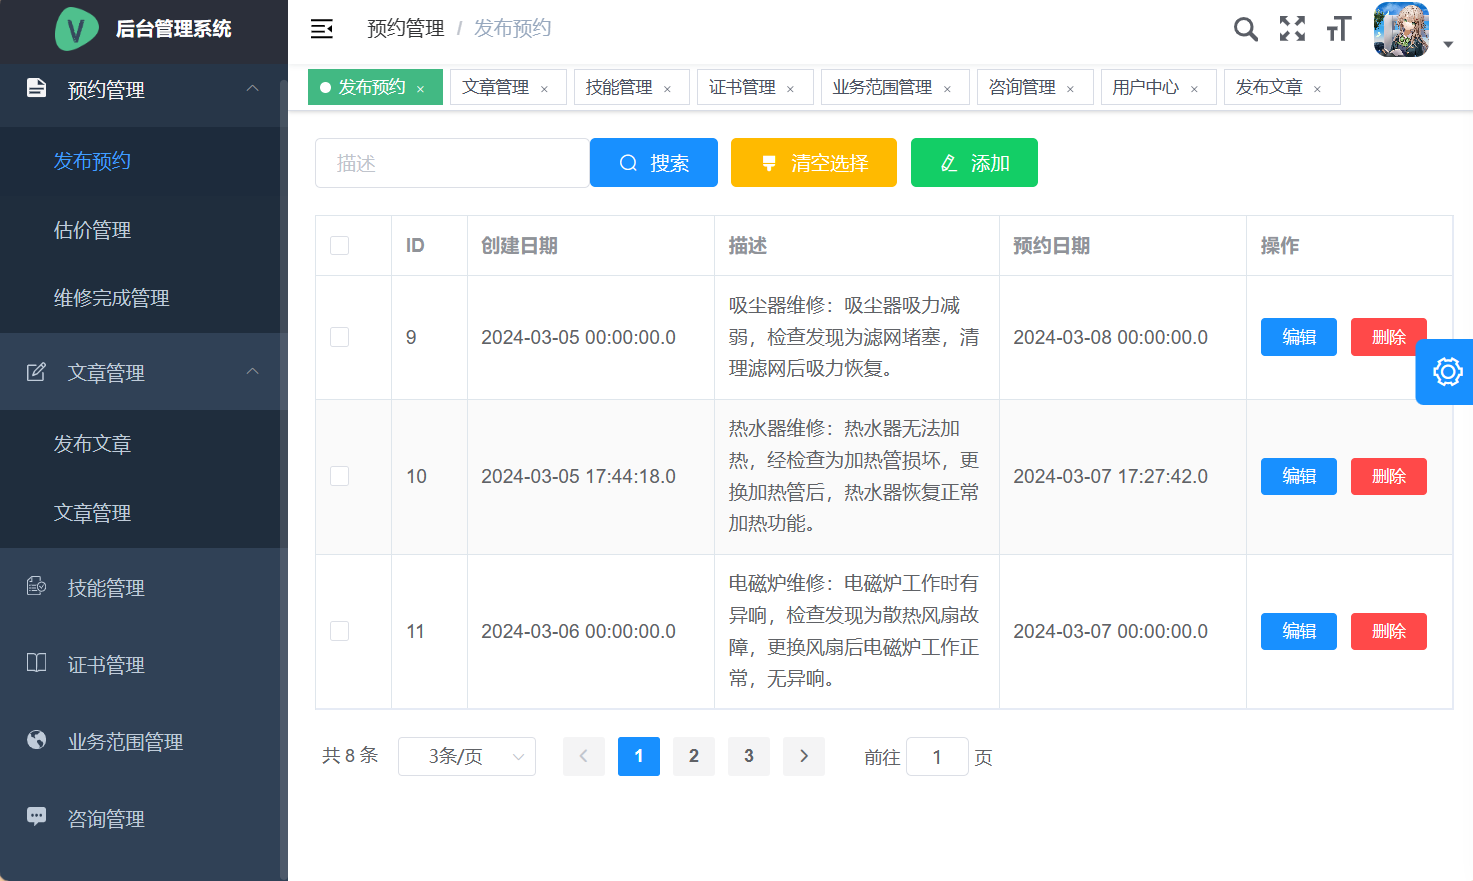 后台管理系统
预约管理
发布预约
估价管理
维修完成管理
文章管理
发布文章
文章管理
技能管理
证书管理
业务范围管理
咨询管理
预约管理 / 发布预约
发布预约 × 文章管理 × 技能管理 × 证书管理 × 业务范围管理 × 咨询管理 × 用户中心 × 发布文章 ×
描述 搜索 清空选择 添加
ID 创建日期 描述 预约日期 操作
9 2024-03-05 00:00:00.0 吸尘器维修：吸尘器吸力减
弱，检查发现为滤网堵塞，清
理滤网后吸力恢复。 2024-03-08 00:00:00.0 编辑 删除
10 2024-03-05 17:44:18.0 热水器维修：热水器无法加
热，经检查为加热管损坏，更
换加热管后，热水器恢复正常
加热功能。 2024-03-07 17:27:42.0 编辑 删除
11 2024-03-06 00:00:00.0 电磁炉维修：电磁炉工作时有
异响，检查发现为散热风扇故
障，更换风扇后电磁炉工作正
常，无异响。 2024-03-07 00:00:00.0 编辑 删除
共 8 条 3条/页 1 2 3 前往 1 页